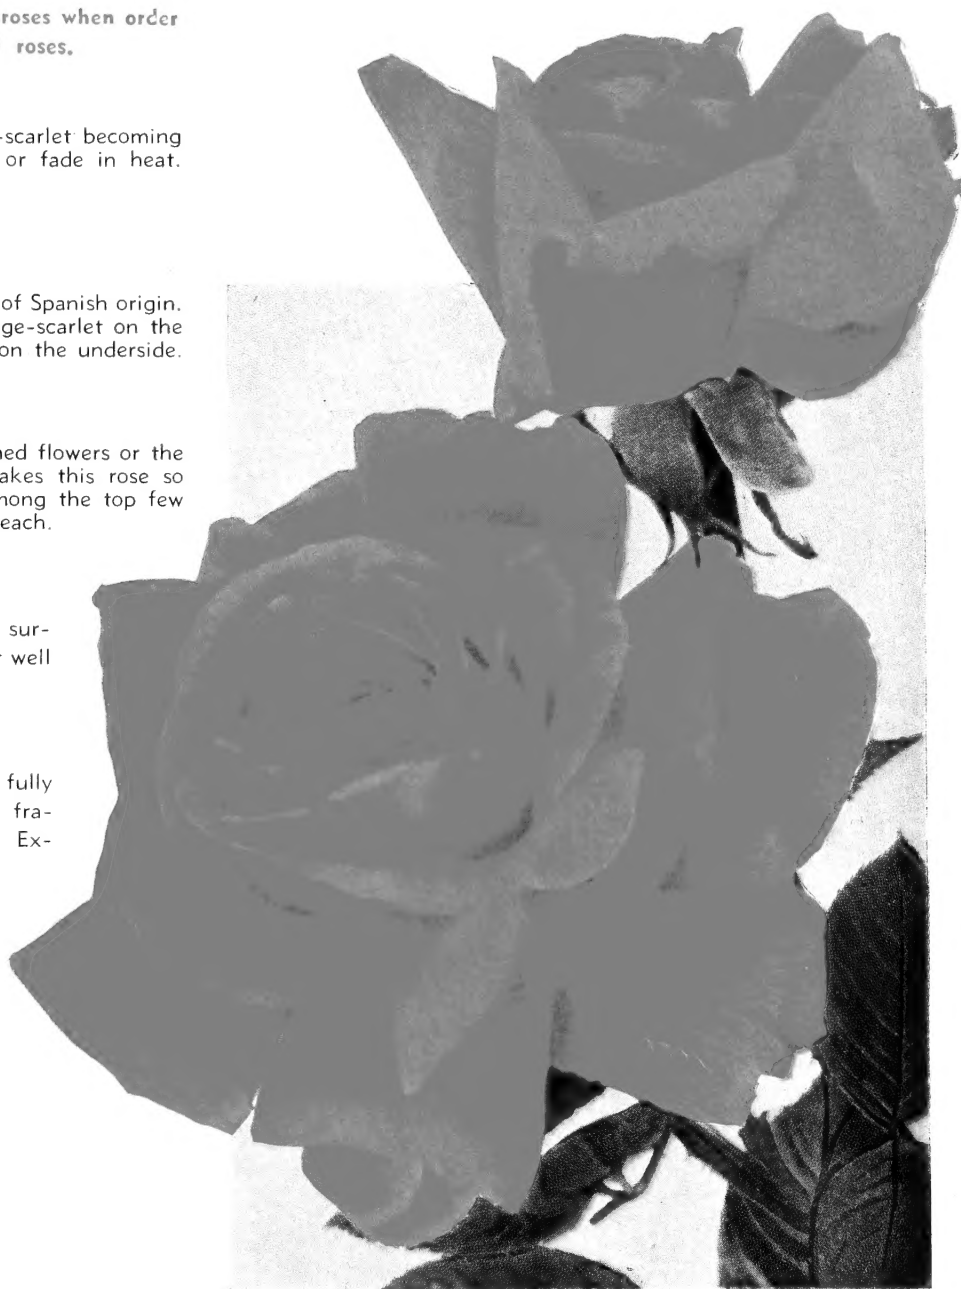 roses when order
roses.
-scarlet becoming
or fade in heat.
of Spanish origin.
ge-scarlet on the
on the underside.
ned flowers or the
akes this rose so
mong the top few
each.
sur-
well
fully
fra-
Ex-